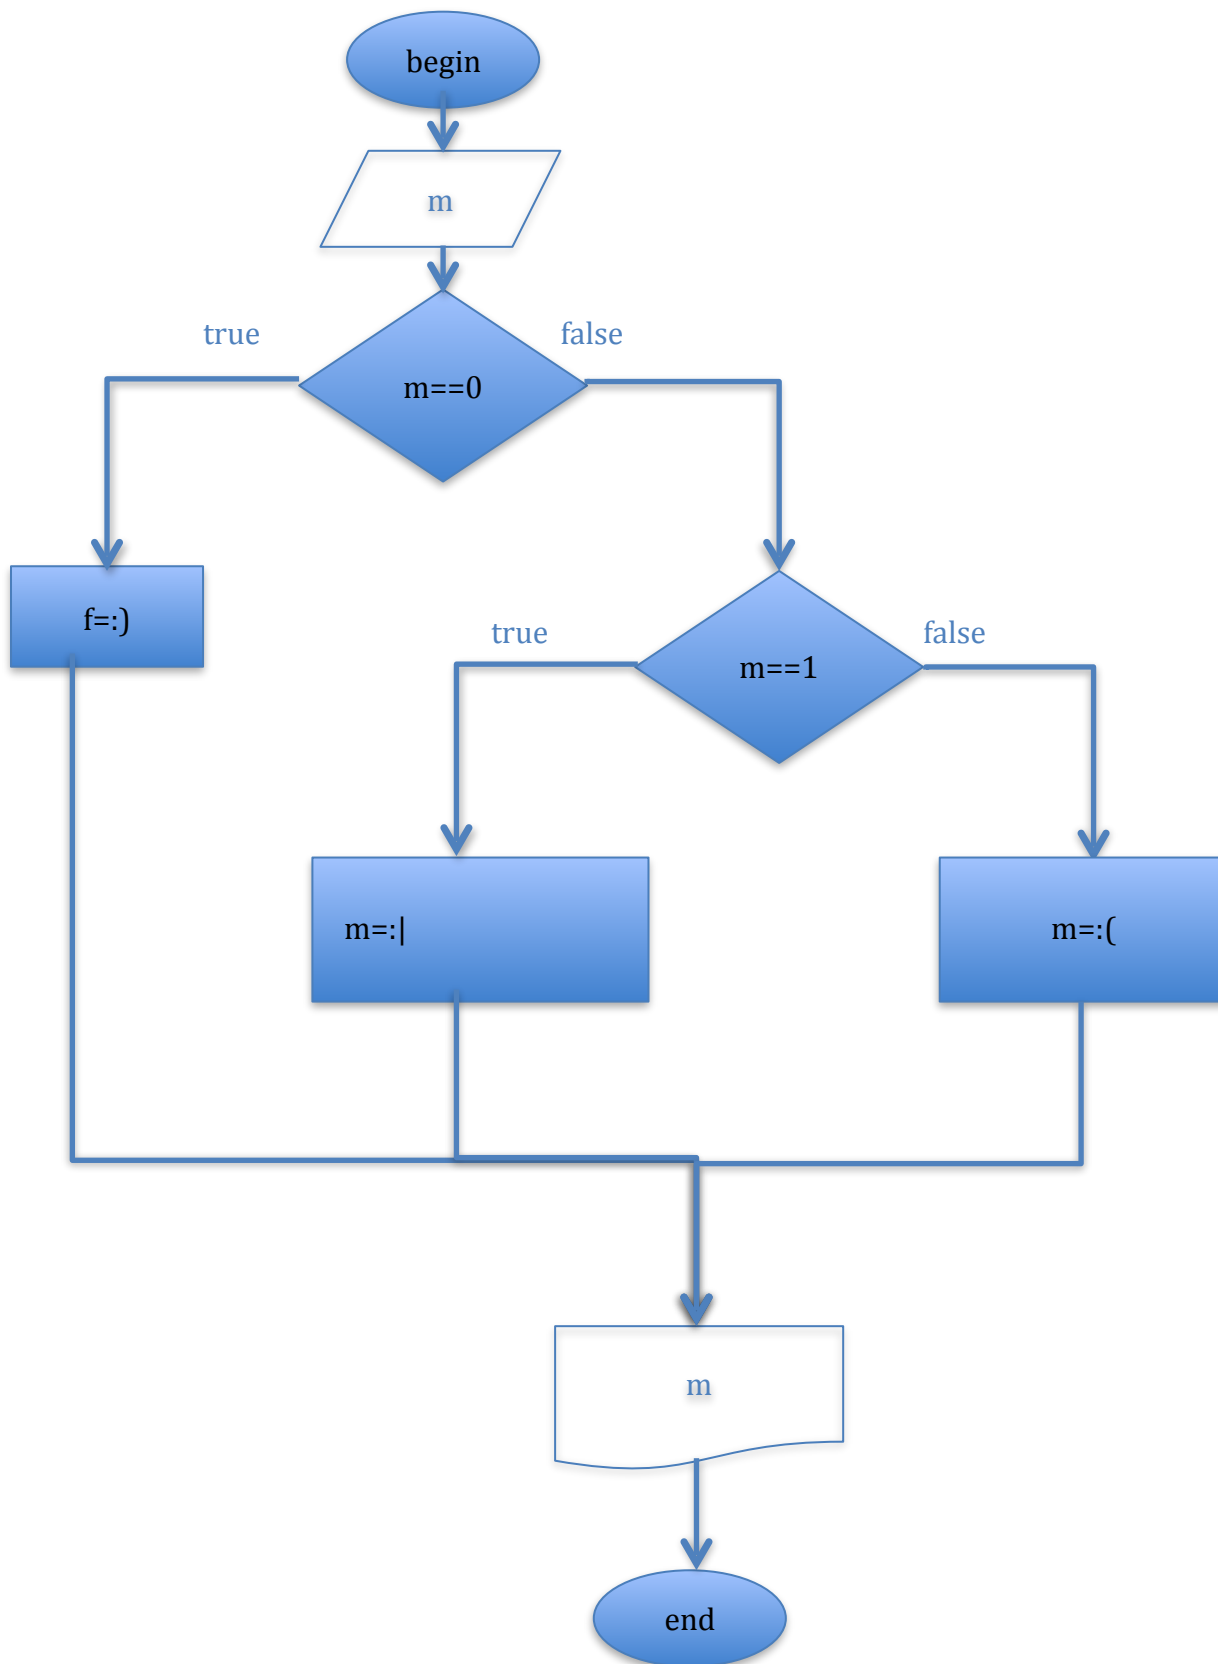 begin
m
true
false
m==0
f=:)
true
false
m==1
m=:|
m=:(
m
end